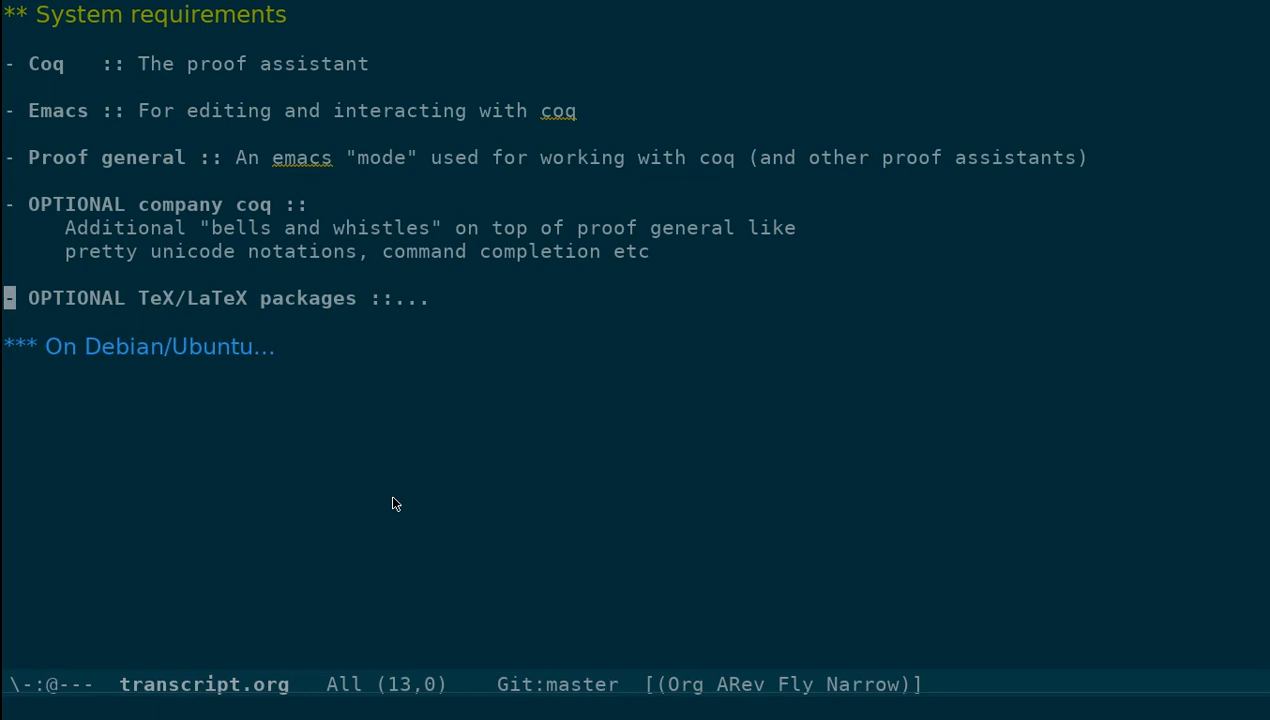 ** System requirements
- Coq   :: The proof assistant
- Emacs :: For editing and interacting with coq
- Proof general :: An emacs "mode" used for working with coq (and other proof assistants)
- OPTIONAL company coq ::
Additional "bells and whistles" on top of proof general like
pretty unicode notations, command completion etc
- OPTIONAL TeX/LaTeX packages ::...
*** On Debian/Ubuntu...
\-:@---  transcript.org   All (13,0)    Git:master  [(Org ARev Fly Narrow)]